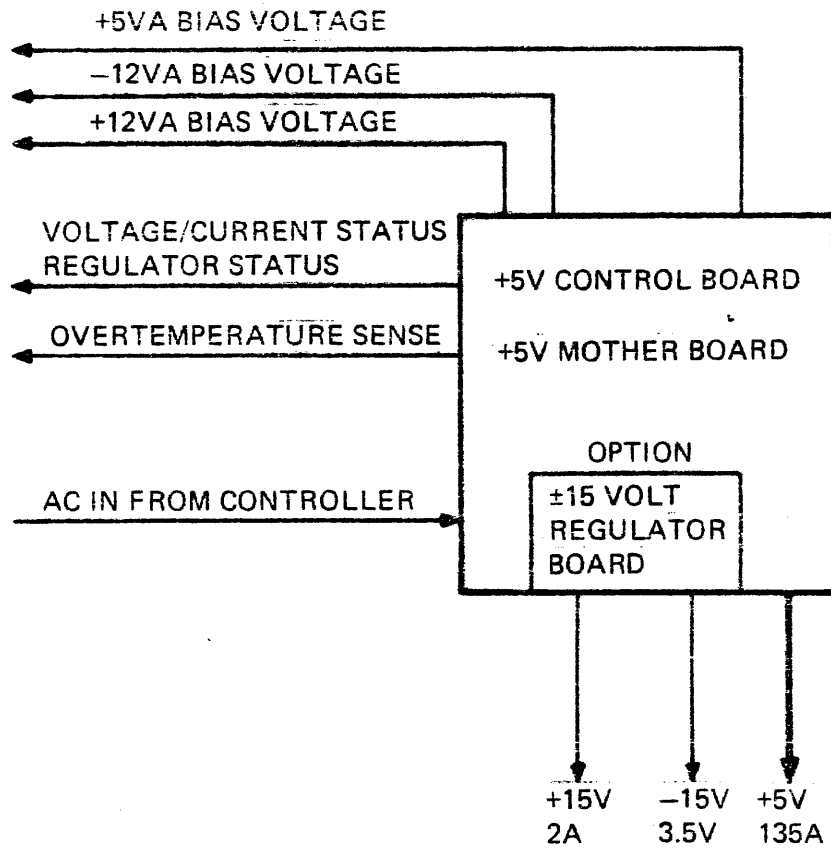 +5VA BIAS VOLTAGE
−12VA BIAS VOLTAGE
+12VA BIAS VOLTAGE
VOLTAGE/CURRENT STATUS
REGULATOR STATUS
OVERTEMPERATURE SENSE
AC IN FROM CONTROLLER
+5V CONTROL BOARD
+5V MOTHER BOARD
OPTION
±15 VOLT
REGULATOR
BOARD
+15V
2A
−15V
3.5V
+5V
135A